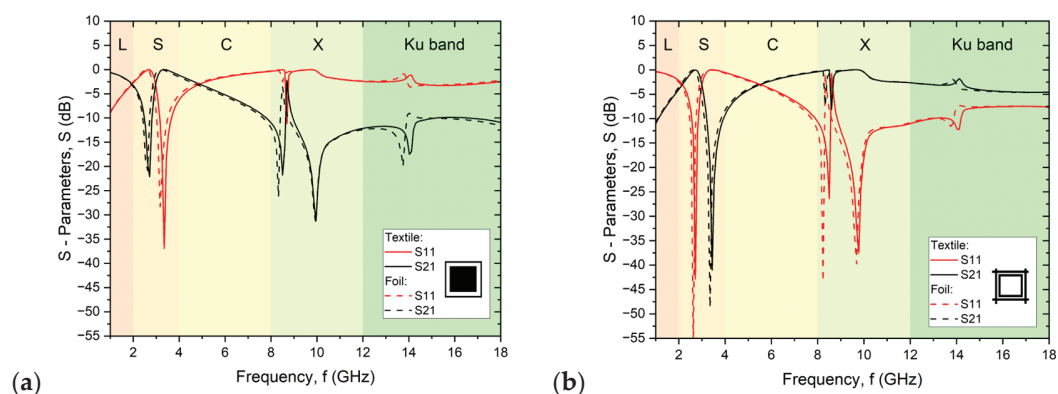 L S C X Ku band
S - Parameters, S (dB)
10
5
0
−5
−10
−15
−20
−25
−30
−35
−40
−45
−50
−55
Textile:
S11
S21
Foil:
S11
S21
2 4 6 8 10 12 14 16 18
Frequency, f (GHz)
(a)
L S C X Ku band
S - Parameters, S (dB)
10
5
0
−5
−10
−15
−20
−25
−30
−35
−40
−45
−50
−55
Textile:
S11
S21
Foil:
S11
S21
2 4 6 8 10 12 14 16 18
Frequency, f (GHz)
(b)